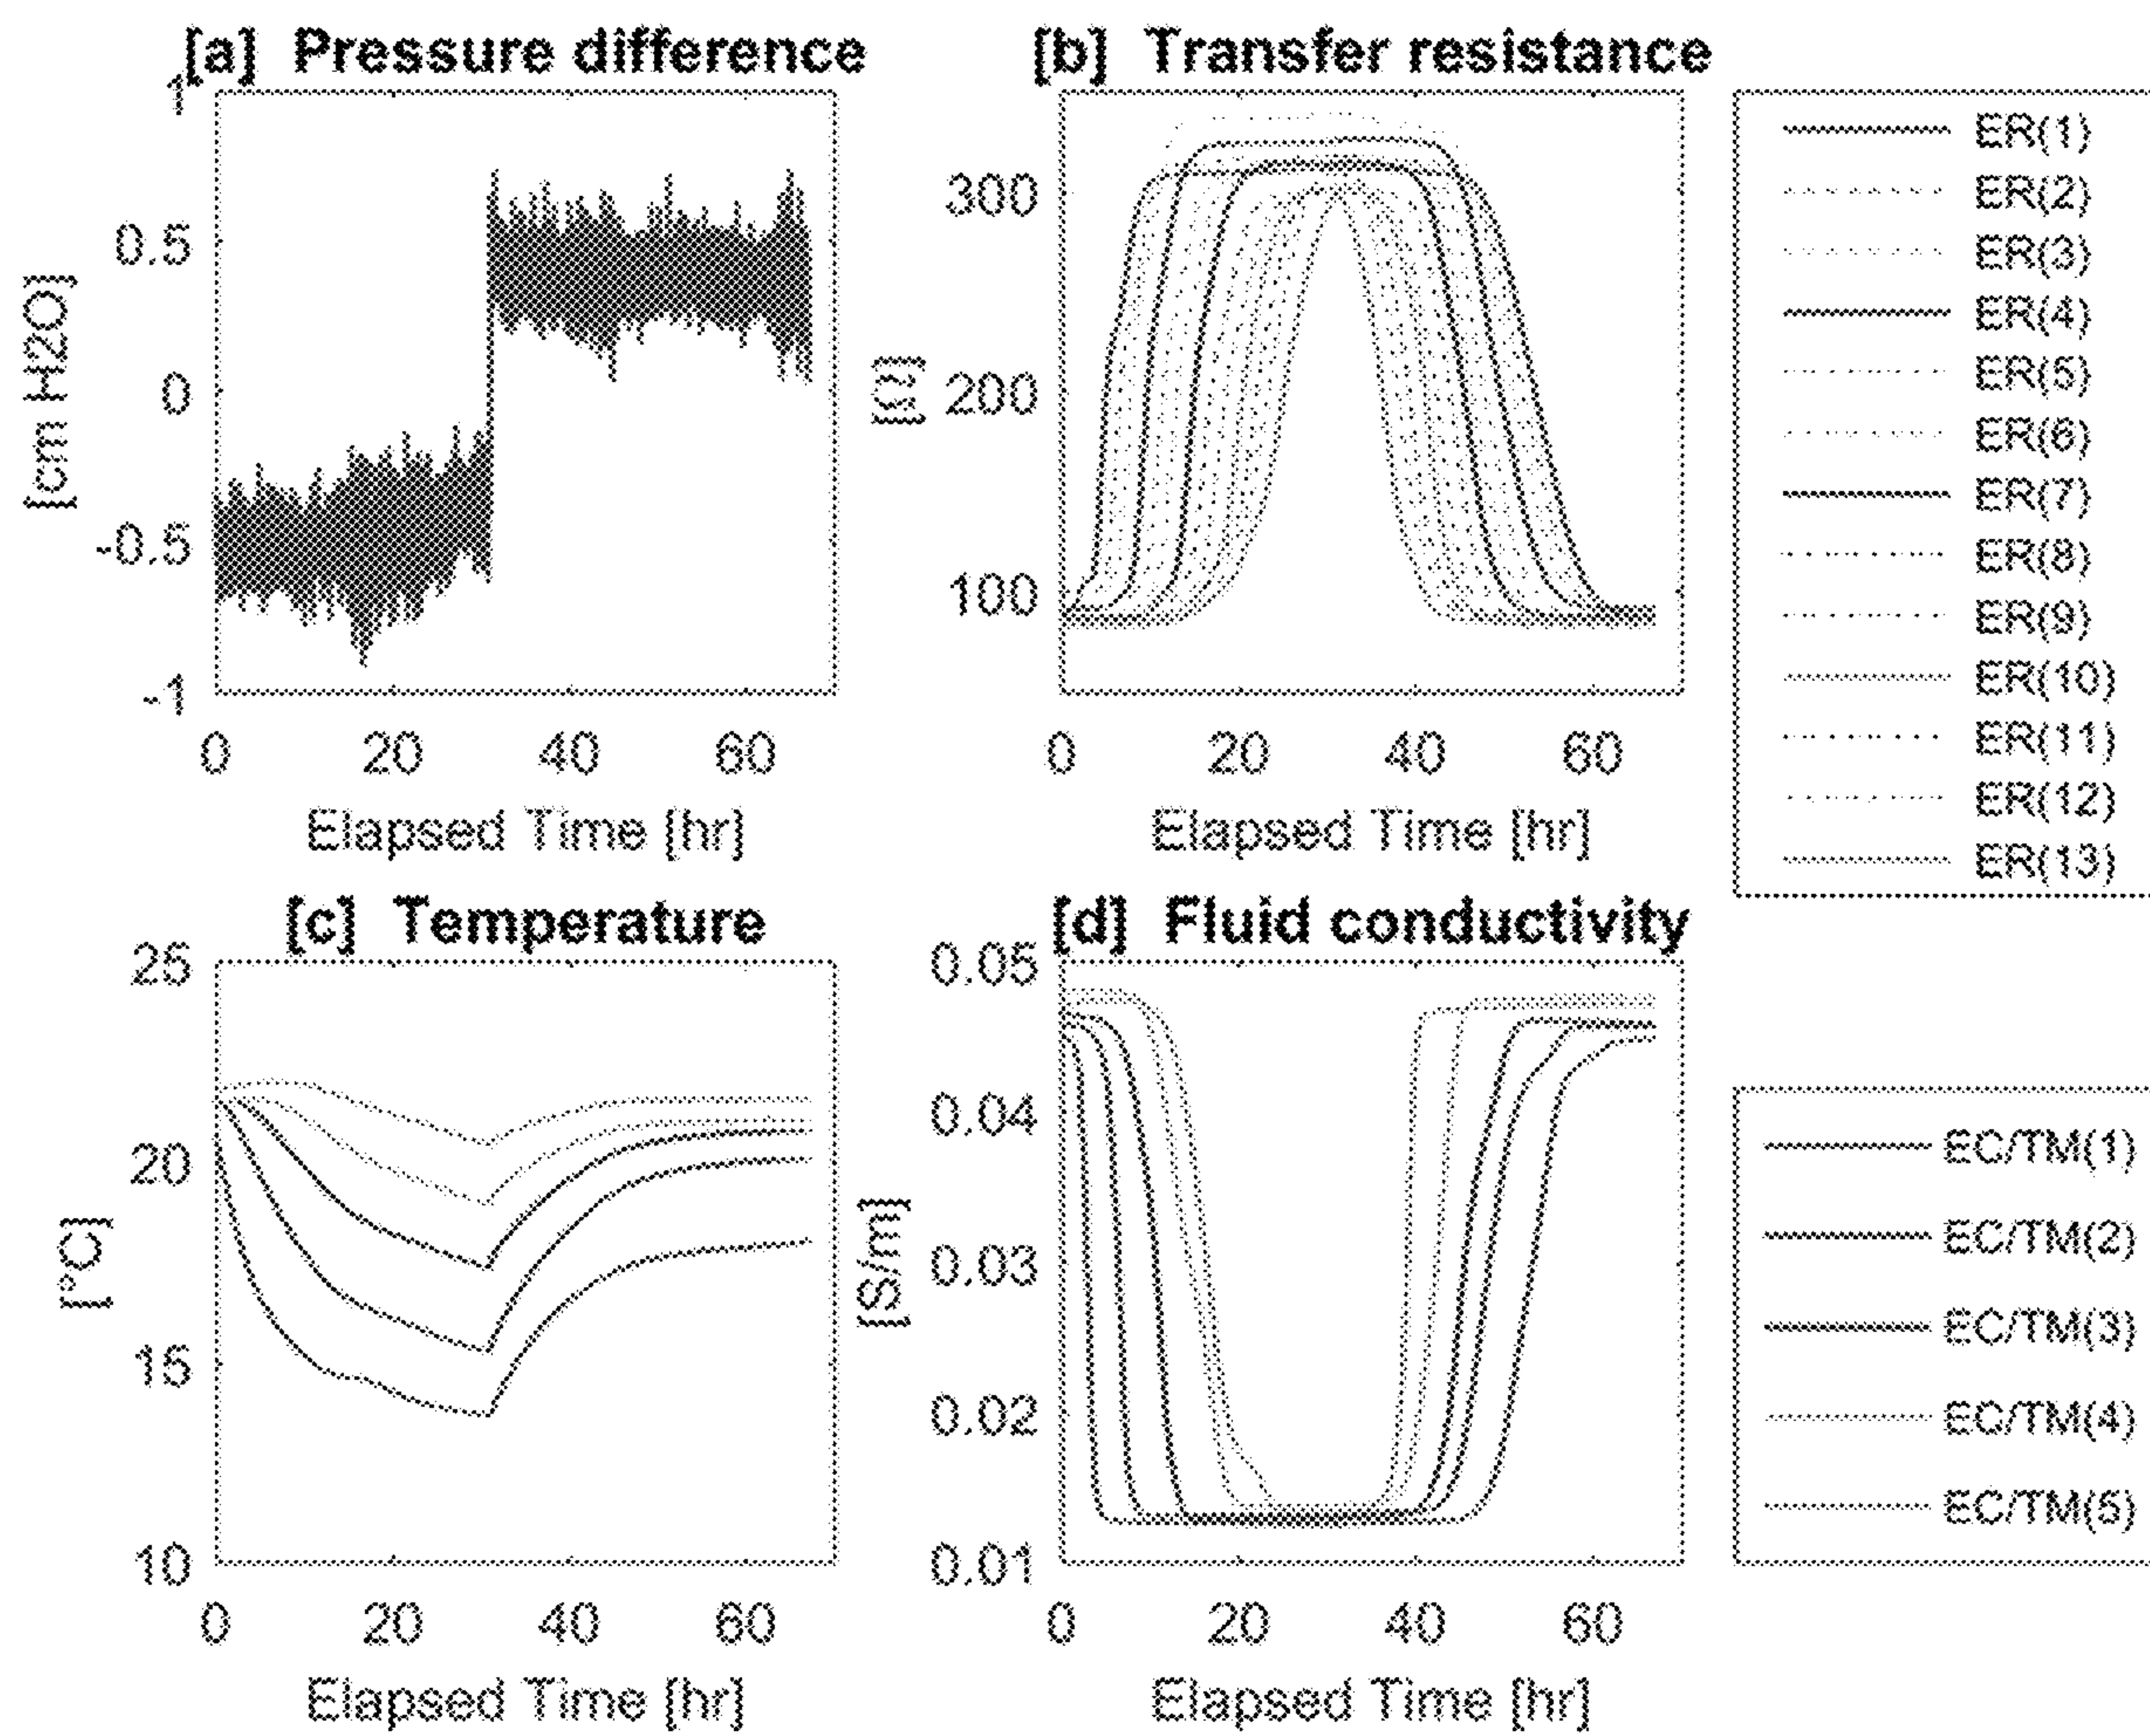 [a] Pressure difference
1
0.5
0
-0.5
-1
[cm H2O]
0 20 40 60
Elapsed Time [hr]
[b] Transfer resistance
300
200
100
[Ω]
0 20 40 60
Elapsed Time [hr]
ER(1)
ER(2)
ER(3)
ER(4)
ER(5)
ER(6)
ER(7)
ER(8)
ER(9)
ER(10)
ER(11)
ER(12)
ER(13)
[c] Temperature
25
20
15
10
[°C]
0 20 40 60
Elapsed Time [hr]
[d] Fluid conductivity
0.05
0.04
0.03
0.02
0.01
[S/m]
0 20 40 60
Elapsed Time [hr]
EC/TM(1)
EC/TM(2)
EC/TM(3)
EC/TM(4)
EC/TM(5)